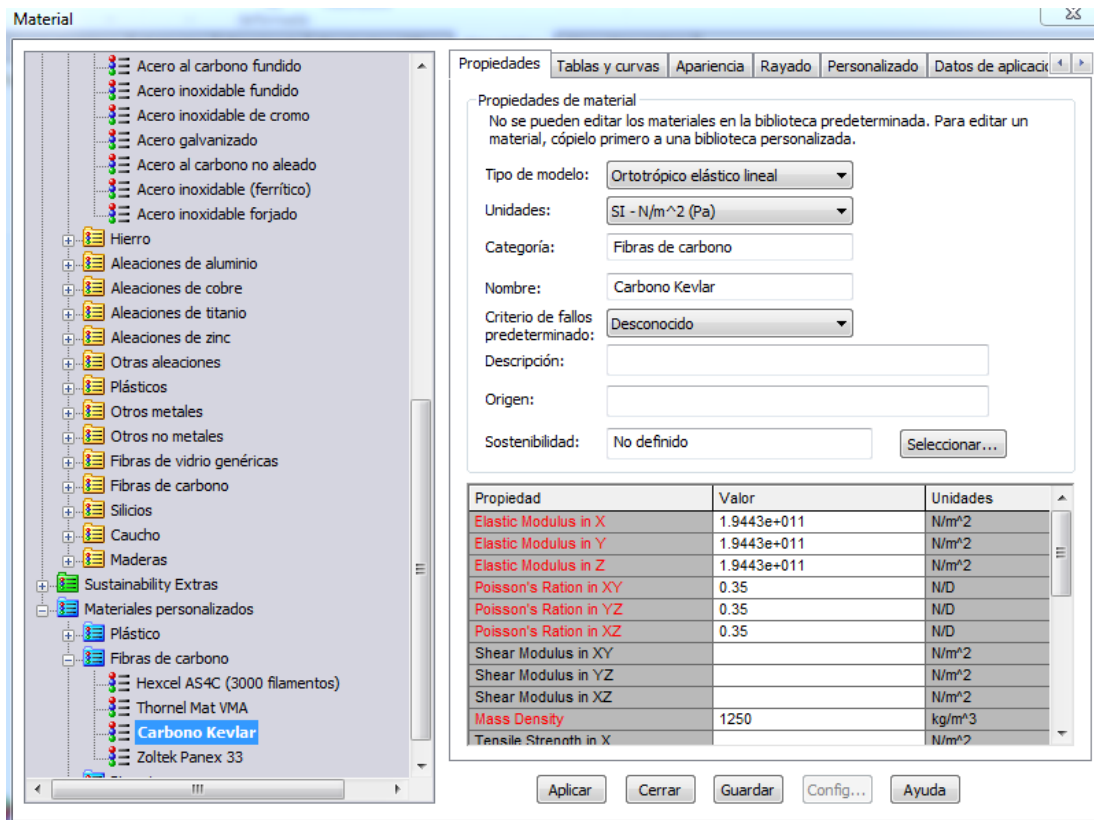 Material
Acero al carbono fundido
Acero inoxidable fundido
Acero inoxidable de cromo
Acero galvanizado
Acero al carbono no aleado
Acero inoxidable (ferrítico)
Acero inoxidable forjado
Hierro
Aleaciones de aluminio
Aleaciones de cobre
Aleaciones de titanio
Aleaciones de zinc
Otras aleaciones
Plásticos
Otros metales
Otros no metales
Fibras de vidrio genéricas
Fibras de carbono
Silicios
Caucho
Maderas
Sustainability Extras
Materiales personalizados
Plástico
Fibras de carbono
Hexcel AS4C (3000 filamentos)
Thornel Mat VMA
Carbono Kevlar
Zoltek Panex 33
Propiedades Tablas y curvas Apariencia Rayado Personalizado Datos de aplicació
Propiedades de material
No se pueden editar los materiales en la biblioteca predeterminada. Para editar un
material, cópielo primero a una biblioteca personalizada.
Tipo de modelo: Ortotrópico elástico lineal
Unidades: SI - N/m^2 (Pa)
Categoría: Fibras de carbono
Nombre: Carbono Kevlar
Criterio de fallos
predeterminado: Desconocido
Descripción:
Origen:
Sostenibilidad: No definido Seleccionar...
Propiedad Valor Unidades
Elastic Modulus in X 1.9443e+011 N/m^2
Elastic Modulus in Y 1.9443e+011 N/m^2
Elastic Modulus in Z 1.9443e+011 N/m^2
Poisson's Ration in XY 0.35 N/D
Poisson's Ration in YZ 0.35 N/D
Poisson's Ration in XZ 0.35 N/D
Shear Modulus in XY N/m^2
Shear Modulus in YZ N/m^2
Shear Modulus in XZ N/m^2
Mass Density 1250 kg/m^3
Tensile Strength in X N/m^2
Aplicar Cerrar Guardar Config... Ayuda